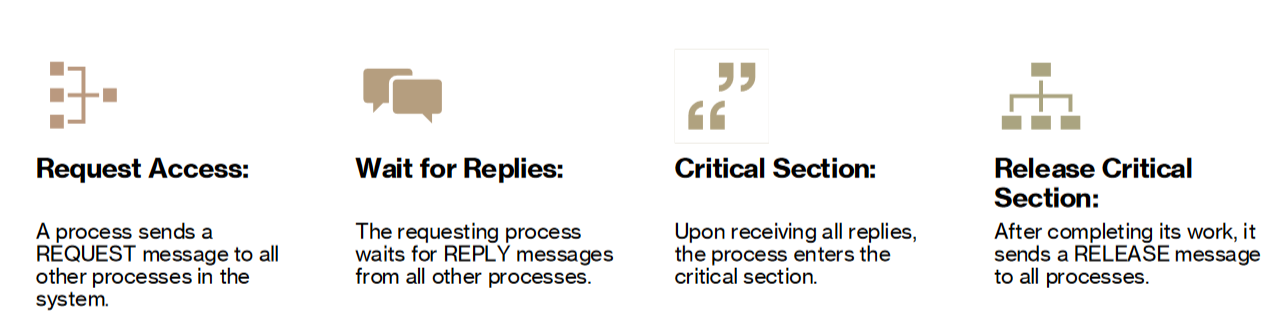 Request Access:
A process sends a
REQUEST message to all
other processes in the
system.
Wait for Replies:
The requesting process
waits for REPLY messages
from all other processes.
Critical Section:
Upon receiving all replies,
the process enters the
critical section.
Release Critical
Section:
After completing its work, it
sends a RELEASE message
to all processes.